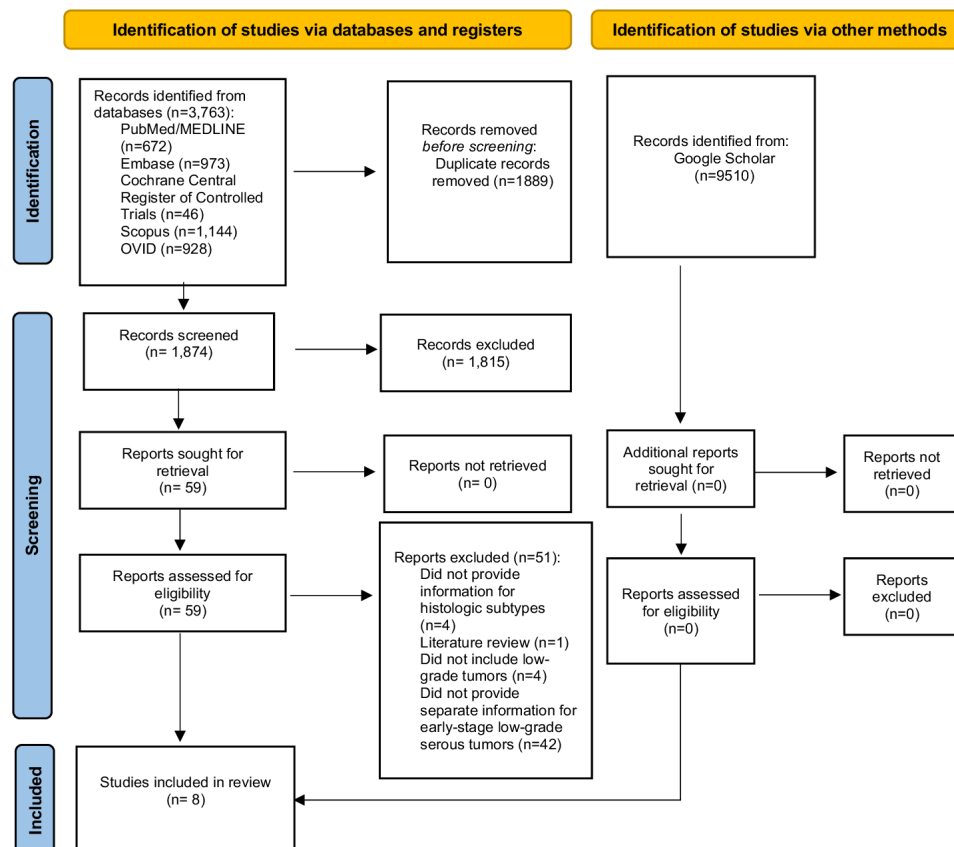 Identification of studies via databases and registers
Identification of studies via other methods
Identification
Records identified from
databases (n=3,763):
PubMed/MEDLINE
(n=672)
Embase (n=973)
Cochrane Central
Register of Controlled
Trials (n=46)
Scopus (n=1,144)
OVID (n=928)
Records removed
before screening:
Duplicate records
removed (n=1889)
Records identified from:
Google Scholar
(n=9510)
Screening
Records screened
(n= 1,874)
Records excluded
(n= 1,815)
Reports sought for
retrieval
(n= 59)
Reports not retrieved
(n= 0)
Additional reports
sought for
retrieval (n=0)
Reports not
retrieved
(n=0)
Reports assessed for
eligibility
(n= 59)
Reports excluded (n=51):
Did not provide
information for
histologic subtypes
(n=4)
Literature review (n=1)
Did not include low-
grade tumors (n=4)
Did not provide
separate information for
early-stage low-grade
serous tumors (n=42)
Reports assessed
for eligibility
(n=0)
Reports
excluded
(n=0)
Included
Studies included in review
(n= 8)